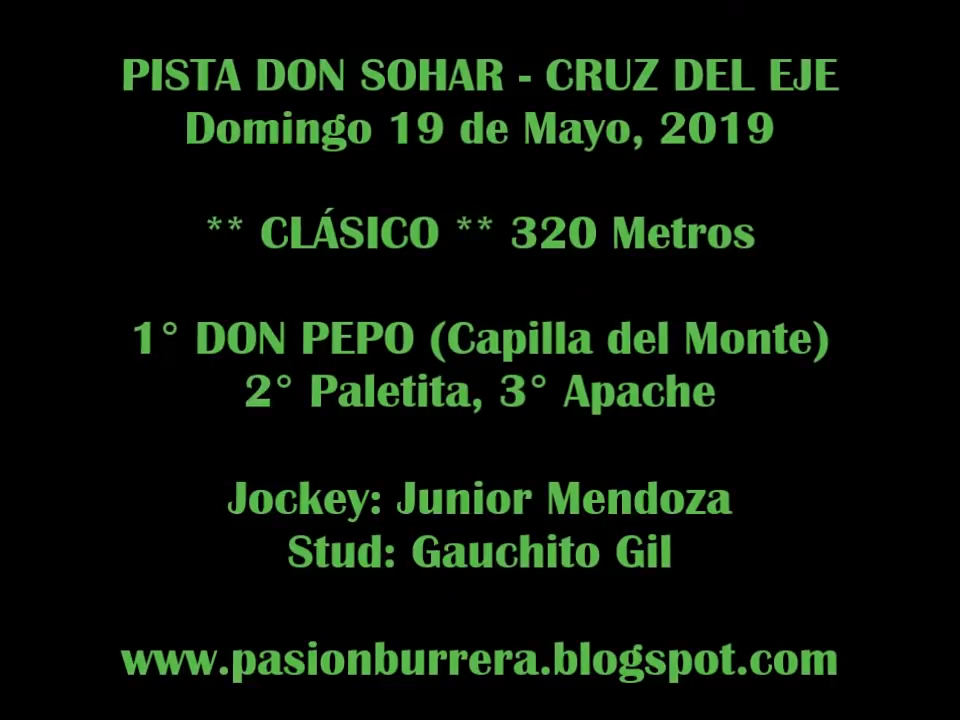 PISTA DON SOHAR - CRUZ DEL EJE
Domingo 19 de Mayo, 2019
** CLÁSICO ** 320 Metros
1° DON PEPO (Capilla del Monte)
2° Paletita, 3° Apache
Jockey: Junior Mendoza
Stud: Gauchito Gil
www.pasionburrera.blogspot.com